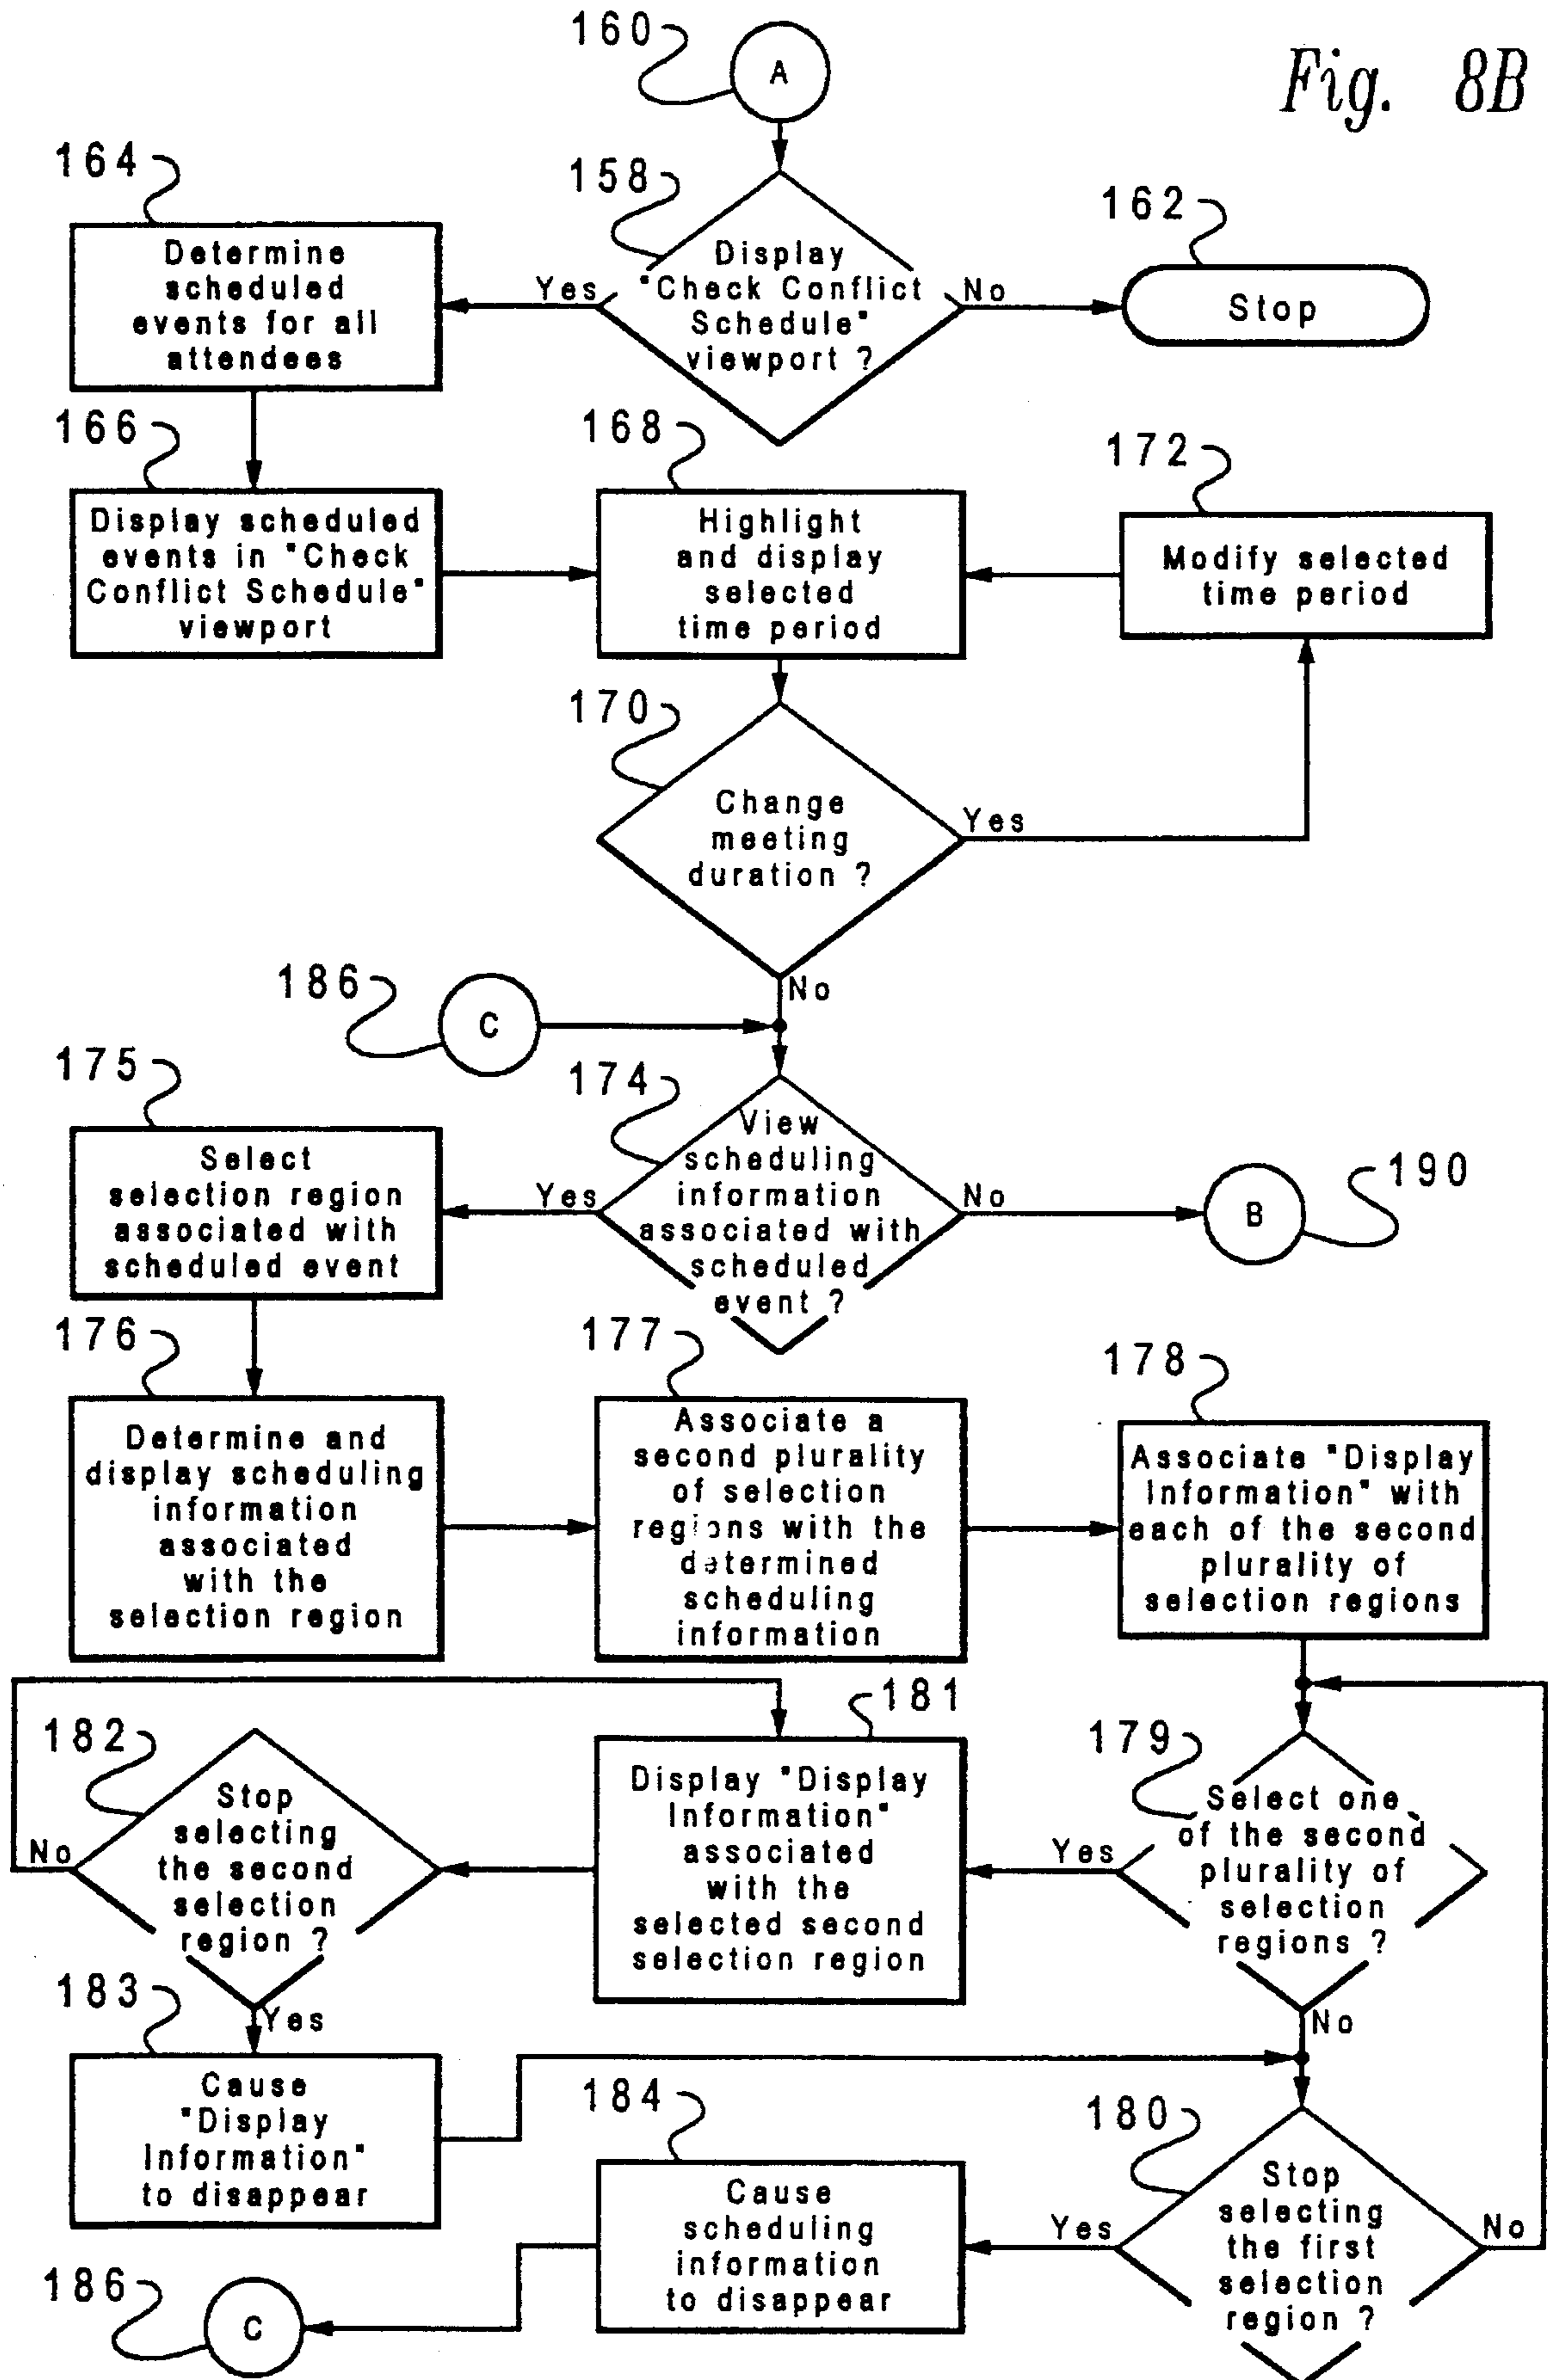 160
A
Fig. 8B
164
158
162
Determine
scheduled
events for all
attendees
Yes
Display
"Check Conflict
Schedule"
viewport ?
No
Stop
166
168
172
Display scheduled
events in "Check
Conflict Schedule"
viewport
Highlight
and display
selected
time period
Modify selected
time period
170
Change
meeting
duration ?
Yes
No
186
C
175
174
Select
selection region
associated with
scheduled event
Yes
View
scheduling
information
associated with
scheduled
event ?
No
B
190
176
177
178
Determine and
display scheduling
information
associated
with the
selection region
Associate a
second plurality
of selection
regions with the
determined
scheduling
information
Associate "Display
Information" with
each of the second
plurality of
selection regions
182
181
179
No
Stop
selecting
the second
selection
region ?
Display "Display
Information"
associated
with the
selected second
selection region
Yes
Select one
of the second
plurality of
selection
regions ?
183
Yes
No
Cause
"Display
Information"
to disappear
184
180
Cause
scheduling
information
to disappear
Yes
Stop
selecting
the first
selection
region ?
No
186
C